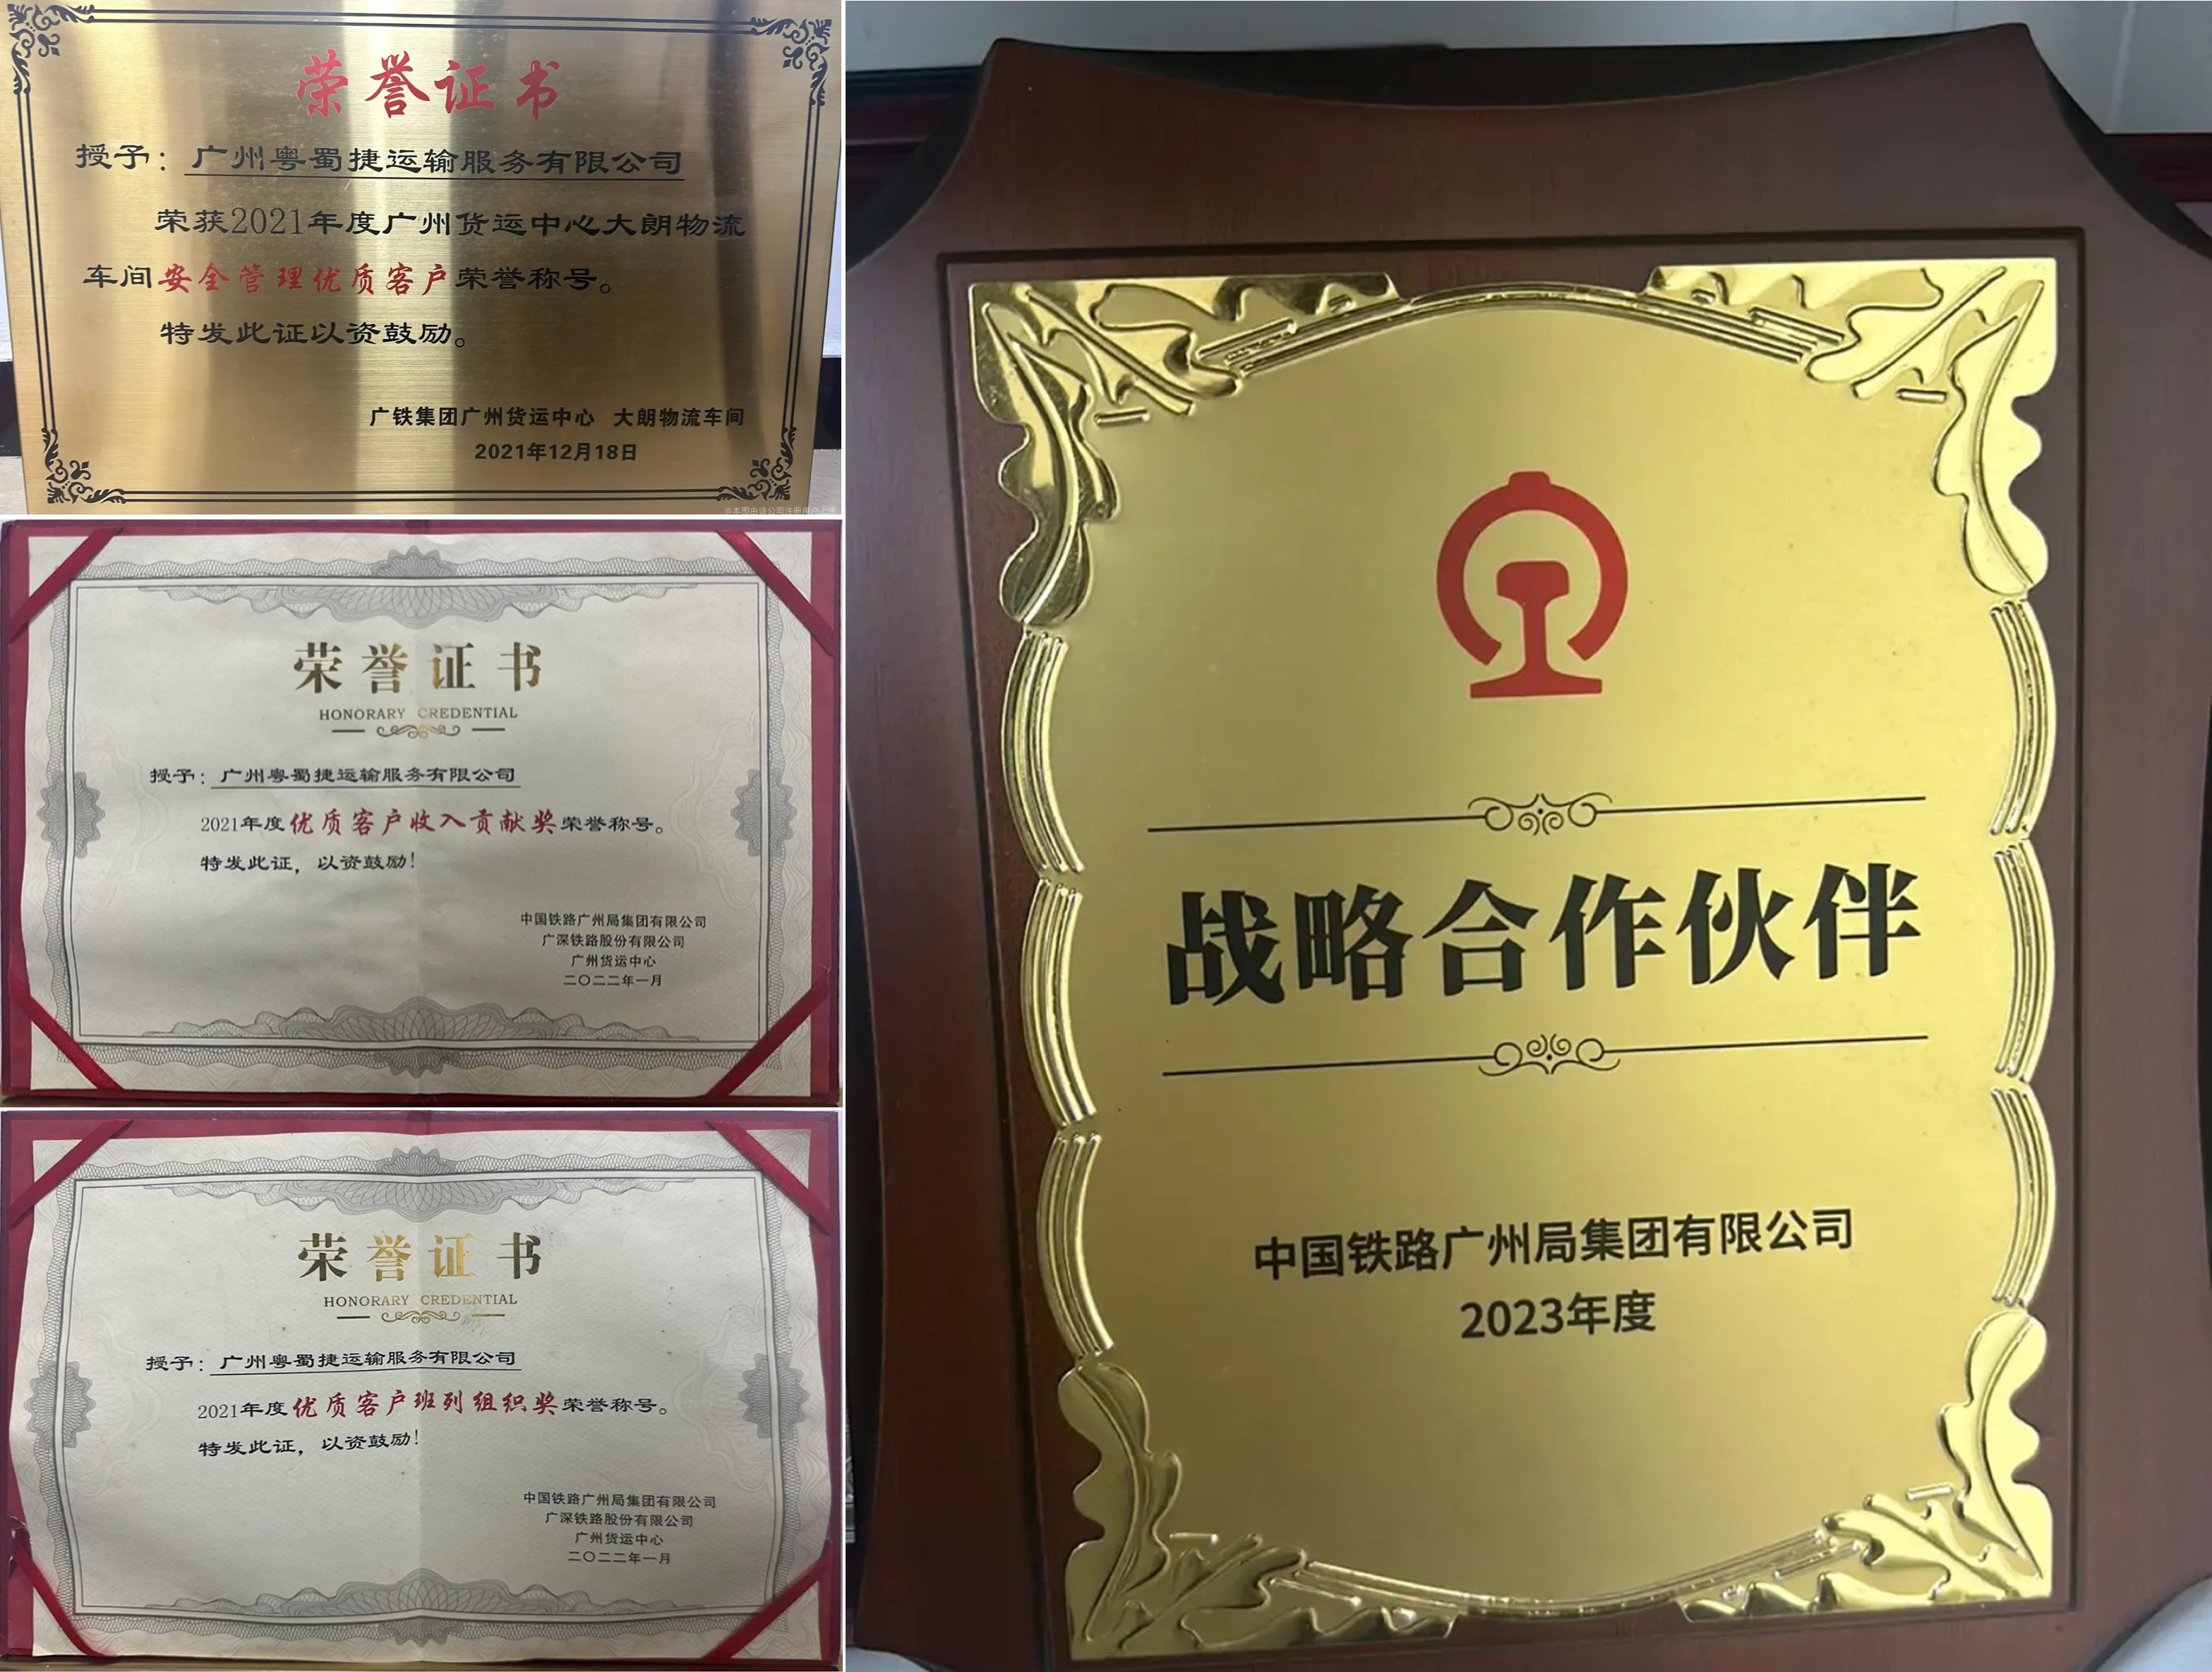 荣誉证书
授予：广州粤蜀捷运输服务有限公司
荣获2021年度广州货运中心大朗物流
车间安全管理优质客户荣誉称号。
特发此证以资鼓励。
广铁集团广州货运中心 大朗物流车间
2021年12月18日
@本图由该公司注册用户上传
荣誉证书
HONORARY CREDENTIAL
授予：广州粤蜀捷运输服务有限公司
2021年度优质客户收入贡献奖荣誉称号。
特发此证，以资鼓励！
中国铁路广州局集团有限公司
广深铁路股份有限公司
广州货运中心
二〇二二年一月
荣誉证书
HONORARY CREDENTIAL
授予：广州粤蜀捷运输服务有限公司
2021年度优质客户班列组织奖荣誉称号。
特发此证，以资鼓励！
中国铁路广州局集团有限公司
广深铁路股份有限公司
广州货运中心
二〇二二年一月
战略合作伙伴
中国铁路广州局集团有限公司
2023年度